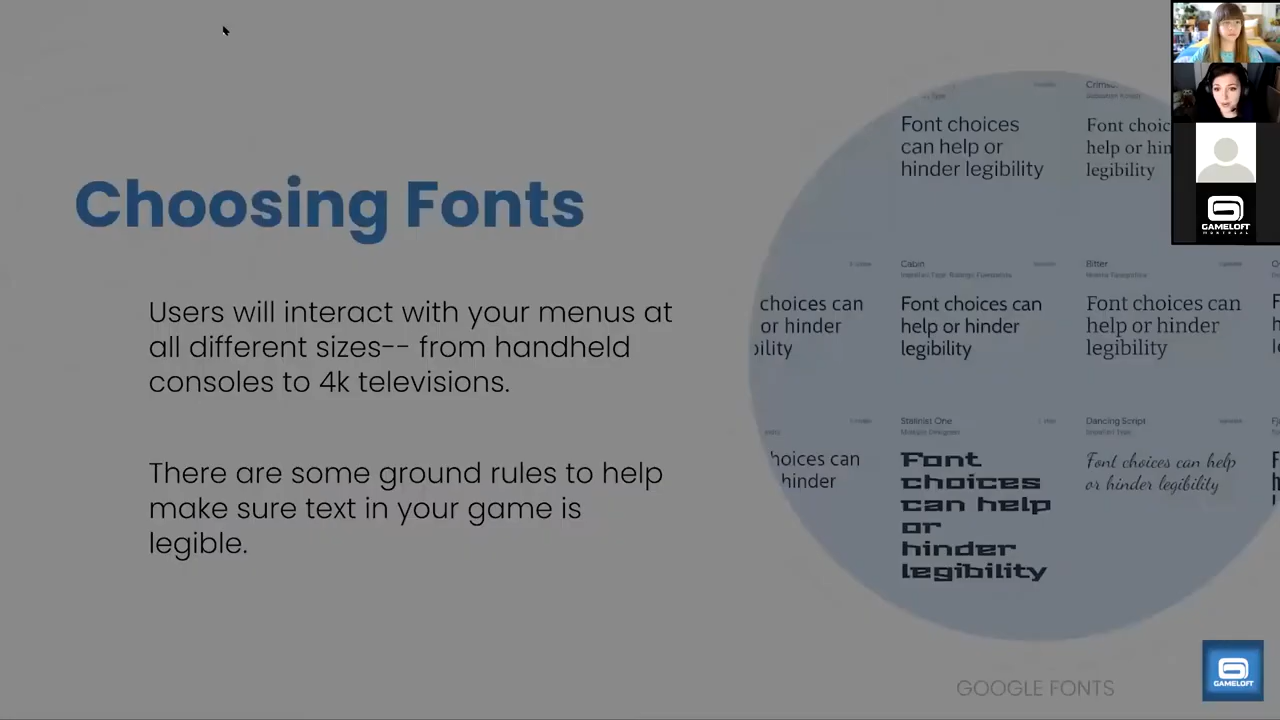 Choosing Fonts
Users will interact with your menus at
all different sizes-- from handheld
consoles to 4k televisions.
There are some ground rules to help
make sure text in your game is
legible.
Font choices
can help or
hinder legibility
Font choic
help or hin
legibility
choices can
or hinder
Cabin
Font choices can
help or hinder
legibility
Bitter
Font choices can
help or hinder
legibility
hoices can
hinder
Stalinist One
Font
choices
can help
or
hinder
legibility
Dancing Script
Font choices can help
or hinder legibility
GOOGLE FONTS
GAMELOFT
MONTREAL
GAMELOFT